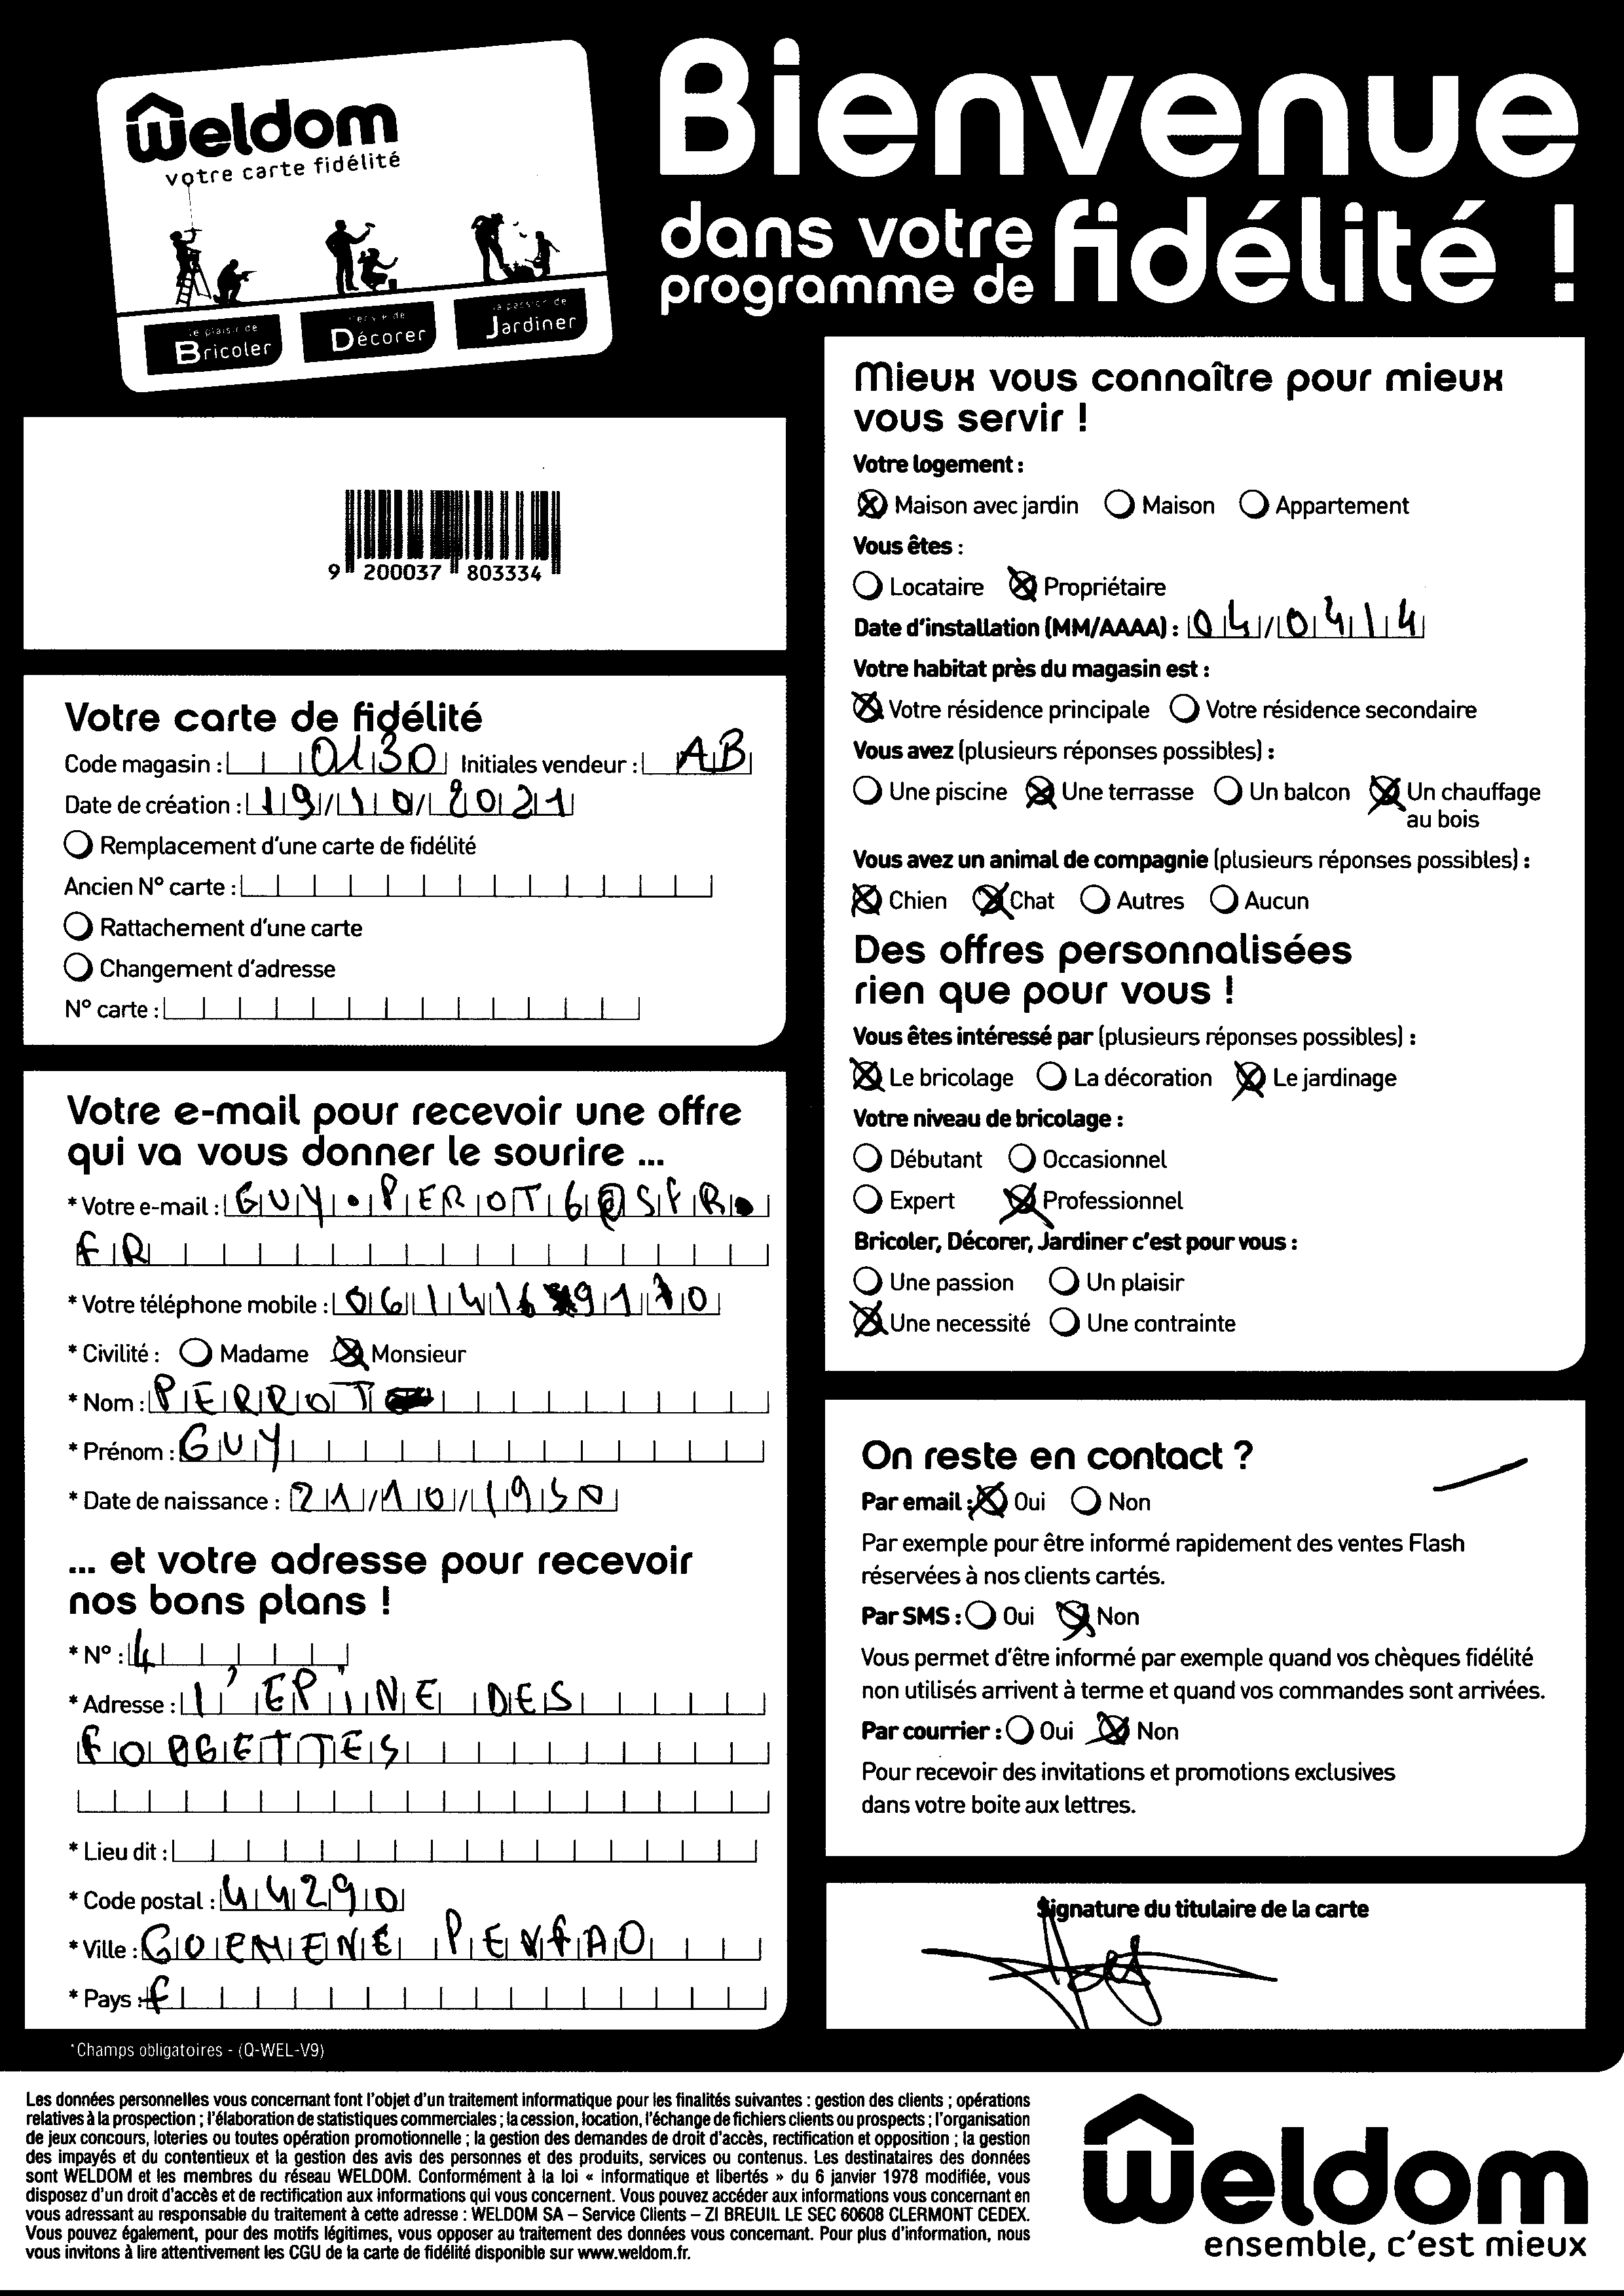 weldom
votre carte fidélité
le plaisir de
Bricoler
Décorer
la passion de
Jardiner
Bienvenue
dans votre
programme de
fidélité !
9 200037 803334
Votre carte de fidélité
Code magasin : 0130 Initiales vendeur : AB
Date de création : 19/10/2021
Remplacement d'une carte de fidélité
Ancien N° carte :
Rattachement d'une carte
Changement d'adresse
N° carte :
Votre e-mail pour recevoir une offre
qui va vous donner le sourire ...
* Votre e-mail : GUY.PEROT6@SFR.
FR
* Votre téléphone mobile : 06 14 16 91 70
* Civilité : Madame Monsieur
* Nom : PERROT
* Prénom : GUY
* Date de naissance : 21/10/1950
... et votre adresse pour recevoir
nos bons plans !
* N° : 4
* Adresse : l'EPINE DES
FORGETTES
* Lieu dit :
* Code postal : 44290
* Ville : GUEMENE PENFAO
* Pays : F
*Champs obligatoires - (Q-WEL-V9)
Mieux vous connaître pour mieux
vous servir !
Votre logement :
Maison avec jardin Maison Appartement
Vous êtes :
Locataire Propriétaire
Date d'installation (MM/AAAA) : 04/0414
Votre habitat près du magasin est :
Votre résidence principale Votre résidence secondaire
Vous avez (plusieurs réponses possibles) :
Une piscine Une terrasse Un balcon Un chauffage
au bois
Vous avez un animal de compagnie (plusieurs réponses possibles) :
Chien Chat Autres Aucun
Des offres personnalisées
rien que pour vous !
Vous êtes intéressé par (plusieurs réponses possibles) :
Le bricolage La décoration Le jardinage
Votre niveau de bricolage :
Débutant Occasionnel
Expert Professionnel
Bricoler, Décorer, Jardiner c'est pour vous :
Une passion Un plaisir
Une necessité Une contrainte
On reste en contact ?
Par email : Oui Non
Par exemple pour être informé rapidement des ventes Flash
réservées à nos clients cartés.
Par SMS : Oui Non
Vous permet d'être informé par exemple quand vos chèques fidélité
non utilisés arrivent à terme et quand vos commandes sont arrivées.
Par courrier : Oui Non
Pour recevoir des invitations et promotions exclusives
dans votre boite aux lettres.
Signature du titulaire de la carte
Les données personnelles vous concernant font l'objet d'un traitement informatique pour les finalités suivantes : gestion des clients ; opérations
relatives à la prospection ; l'élaboration de statistiques commerciales ; la cession, location, l'échange de fichiers clients ou prospects ; l'organisation
de jeux concours, loteries ou toutes opération promotionnelle ; la gestion des demandes de droit d'accès, rectification et opposition ; la gestion
des impayés et du contentieux et la gestion des avis des personnes et des produits, services ou contenus. Les destinataires des données
sont WELDOM et les membres du réseau WELDOM. Conformément à la loi « informatique et libertés » du 6 janvier 1978 modifiée, vous
disposez d'un droit d'accès et de rectification aux informations qui vous concernent. Vous pouvez accéder aux informations vous concernant en
vous adressant au responsable du traitement à cette adresse : WELDOM SA – Service Clients – ZI BREUIL LE SEC 60608 CLERMONT CEDEX.
Vous pouvez également, pour des motifs légitimes, vous opposer au traitement des données vous concernant. Pour plus d'information, nous
vous invitons à lire attentivement les CGU de la carte de fidélité disponible sur www.weldom.fr.
weldom
ensemble, c'est mieux